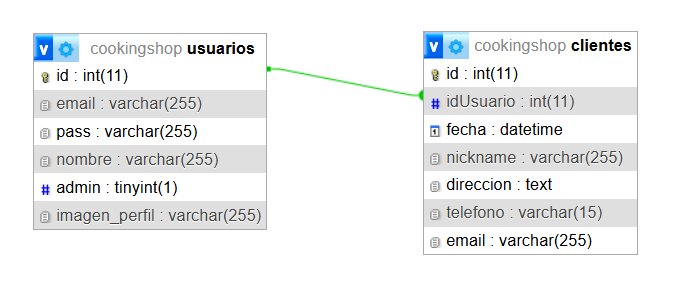 v cookingshop usuarios
id : int(11)
email : varchar(255)
pass : varchar(255)
nombre : varchar(255)
# admin : tinyint(1)
imagen_perfil : varchar(255)
v cookingshop clientes
id : int(11)
# idUsuario : int(11)
fecha : datetime
nickname : varchar(255)
direccion : text
telefono : varchar(15)
email : varchar(255)